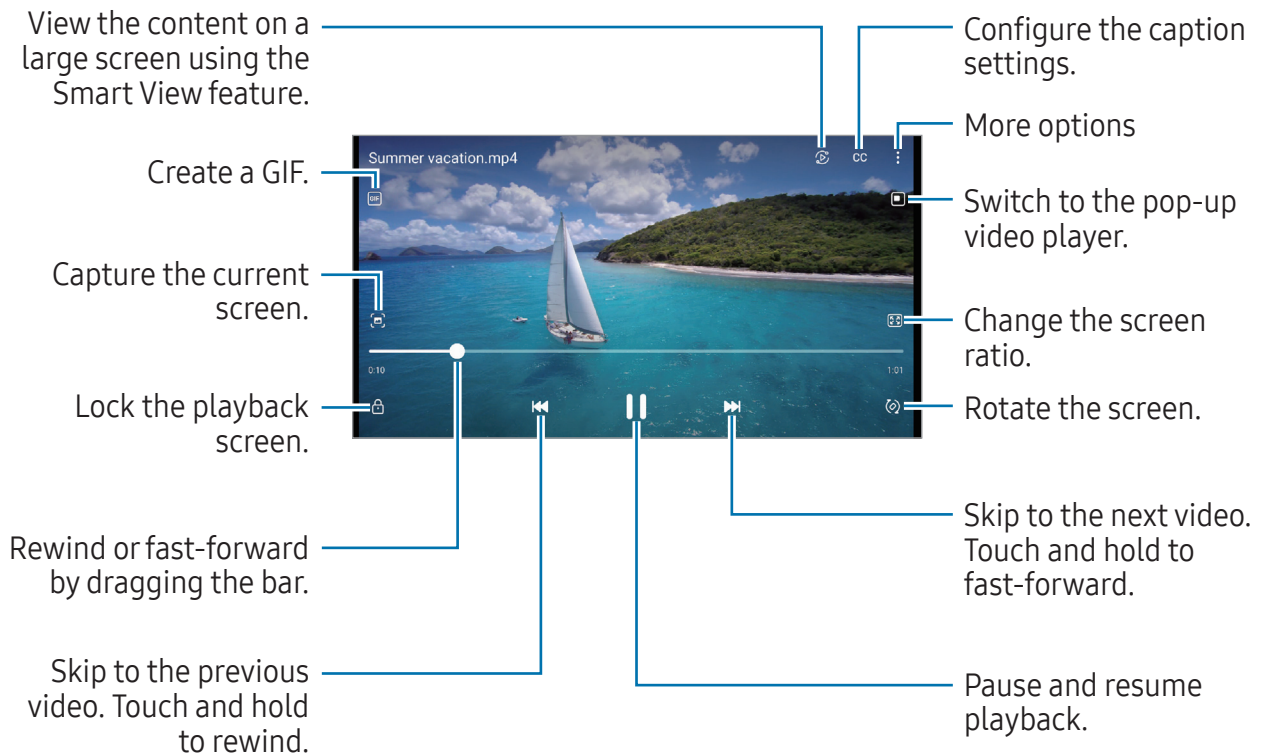 View the content on a
large screen using the
Smart View feature.
Create a GIF.
Capture the current
screen.
Lock the playback
screen.
Rewind or fast-forward
by dragging the bar.
Skip to the previous
video. Touch and hold
to rewind.
Summer vacation.mp4
CC
GIF
0:10
1:01
Configure the caption
settings.
More options
Switch to the pop-up
video player.
Change the screen
ratio.
Rotate the screen.
Skip to the next video.
Touch and hold to
fast-forward.
Pause and resume
playback.